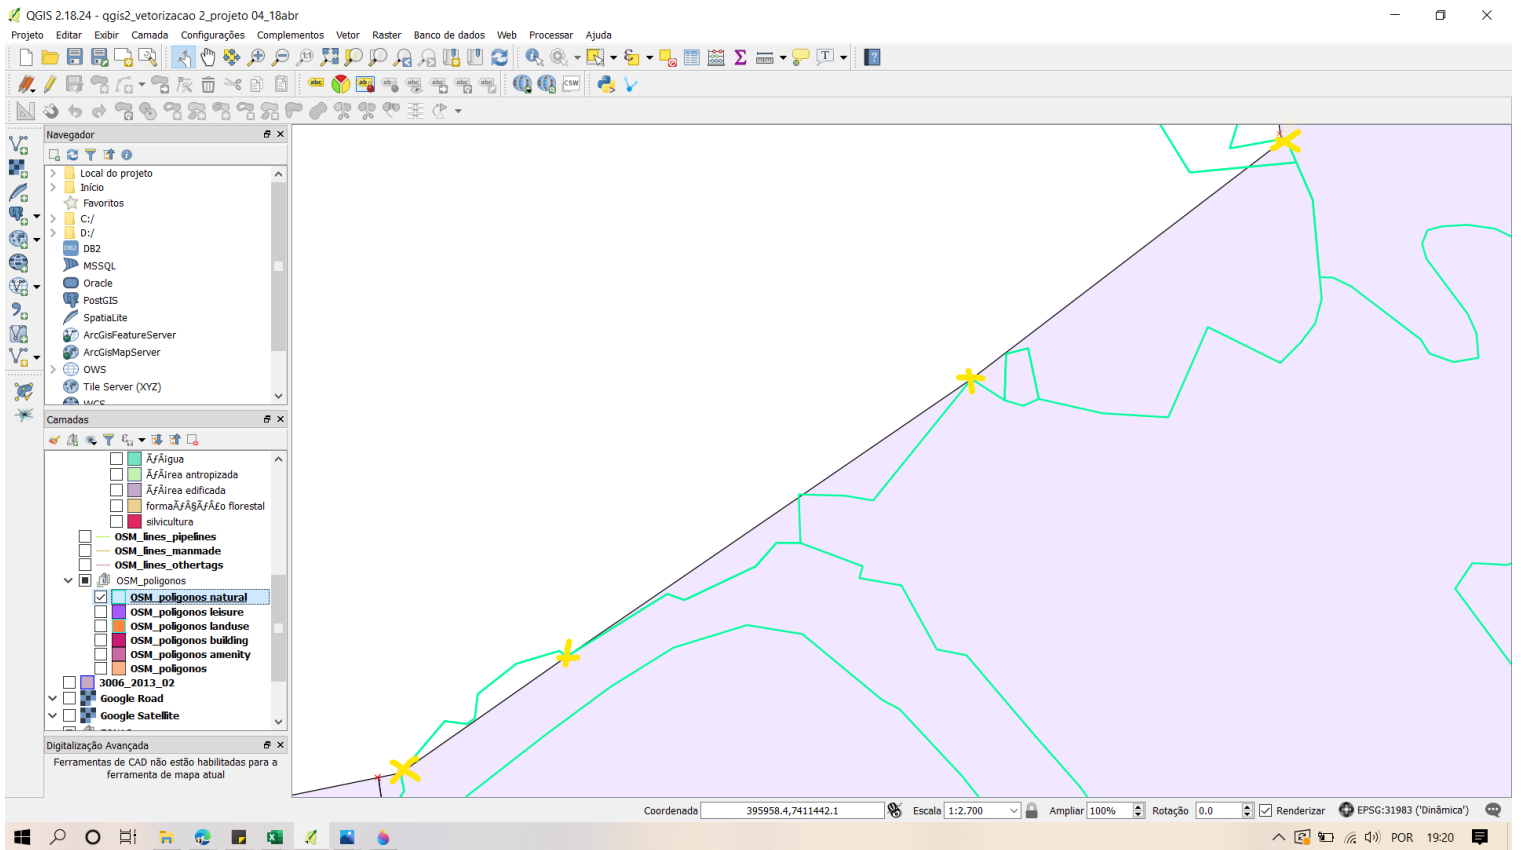 QGIS 2.18.24 - qgis2_vetorizacao 2_projeto 04_18abr
Projeto Editar Exibir Camada Configurações Complementos Vetor Raster Banco de dados Web Processar Ajuda
Navegador
Local do projeto
Início
Favoritos
C:/
D:/
DB2
MSSQL
Oracle
PostGIS
SpatiaLite
ArcGisFeatureServer
ArcGisMapServer
OWS
Tile Server (XYZ)
WCS
Camadas
ÃƒÂ¡gua
ÃƒÂ¡rea antropizada
ÃƒÂ¡rea edificada
formaÃƒÂ§ÃƒÂ£o florestal
silvicultura
OSM_lines_pipelines
OSM_lines_manmade
OSM_lines_othertags
OSM_poligonos
OSM_poligonos natural
OSM_poligonos leisure
OSM_poligonos landuse
OSM_poligonos building
OSM_poligonos amenity
OSM_poligonos
3006_2013_02
Google Road
Google Satellite
Digitalização Avançada
Ferramentas de CAD não estão habilitadas para a
ferramenta de mapa atual
Coordenada 395958.4,7411442.1 Escala 1:2.700 Ampliar 100% Rotação 0.0 Renderizar EPSG:31983 ('Dinâmica')
POR 19:20